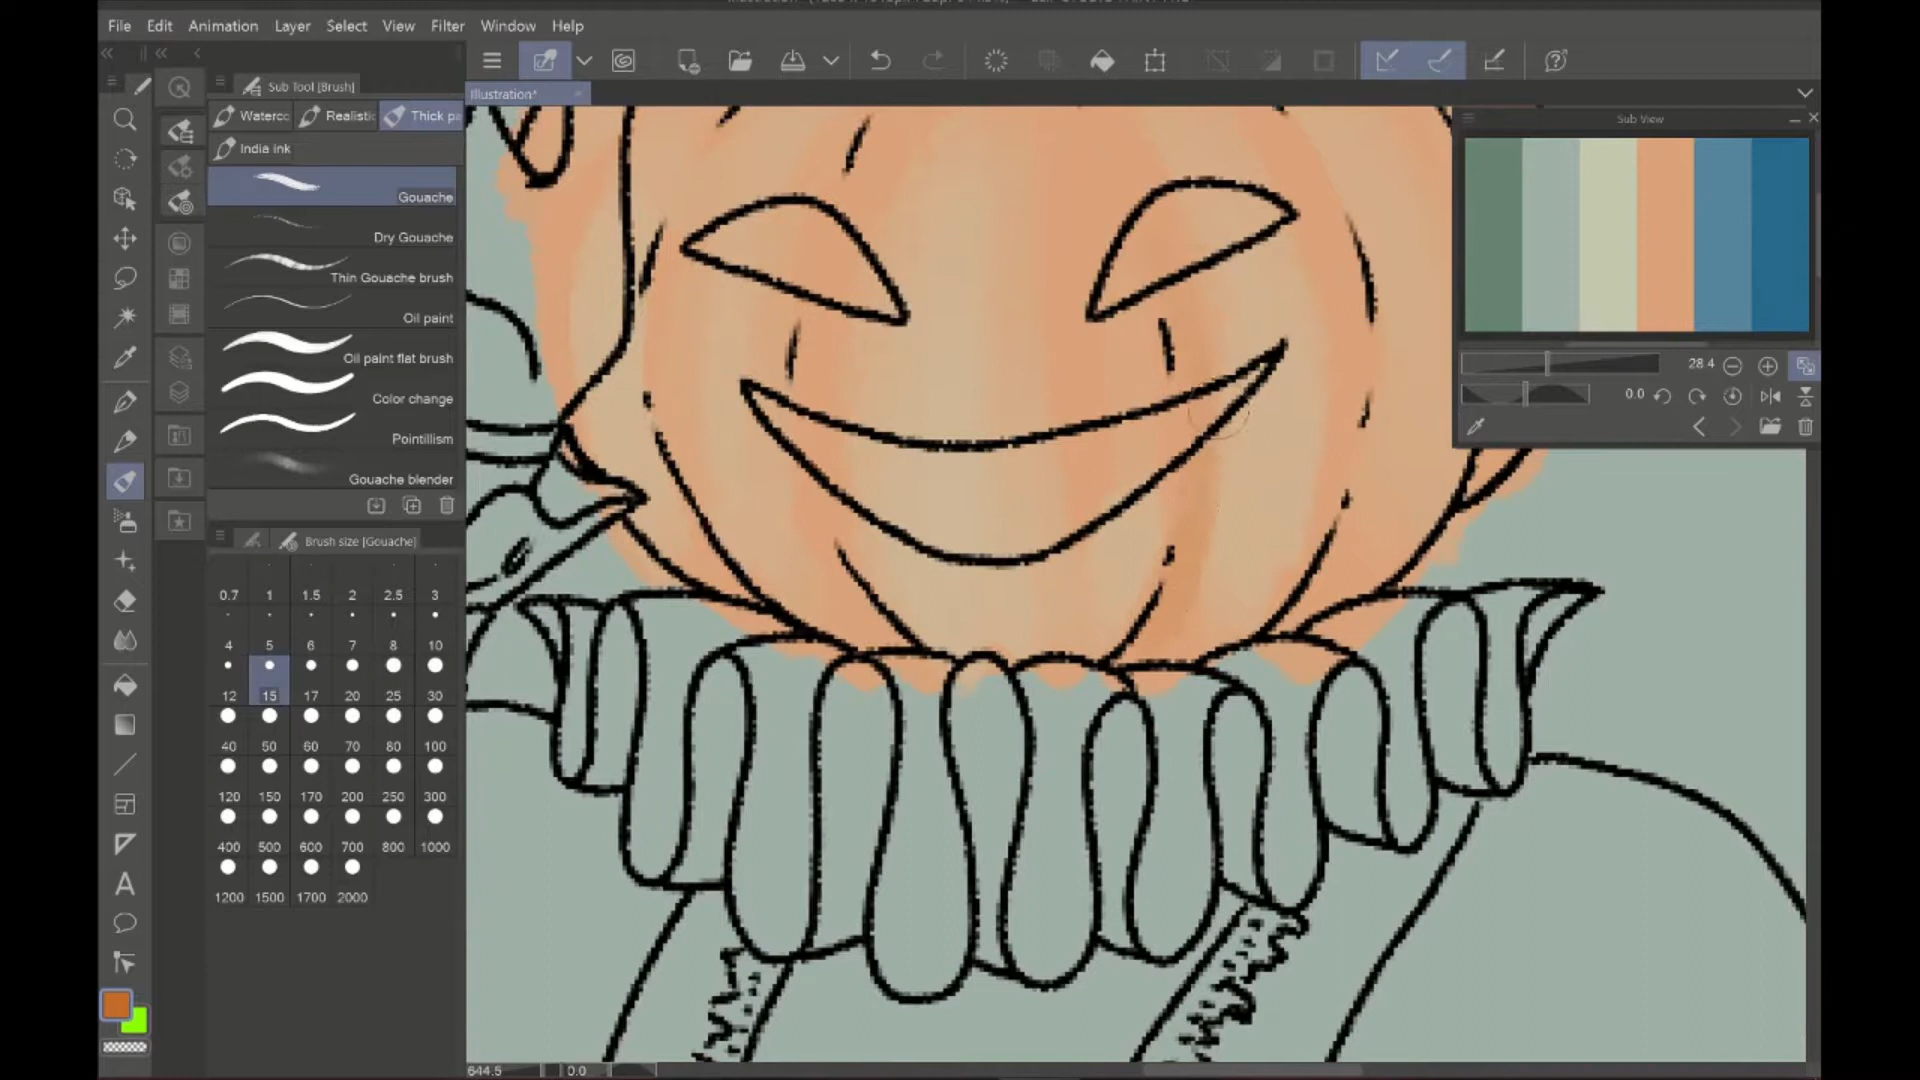 File Edit Animation Layer Select View Filter Window Help
Sub Tool [Brush]
Illustration*
Sub View
Waterco Realistic Thick pa
India ink
Gouache
Dry Gouache
Thin Gouache brush
Oil paint
Oil paint flat brush
Color change
Pointillism
Gouache blender
28.4
0.0
Brush size [Gouache]
0.7 1 1.5 2 2.5 3
4 5 6 7 8 10
12 15 17 20 25 30
40 50 60 70 80 100
120 150 170 200 250 300
400 500 600 700 800 1000
1200 1500 1700 2000
644.5 0.0